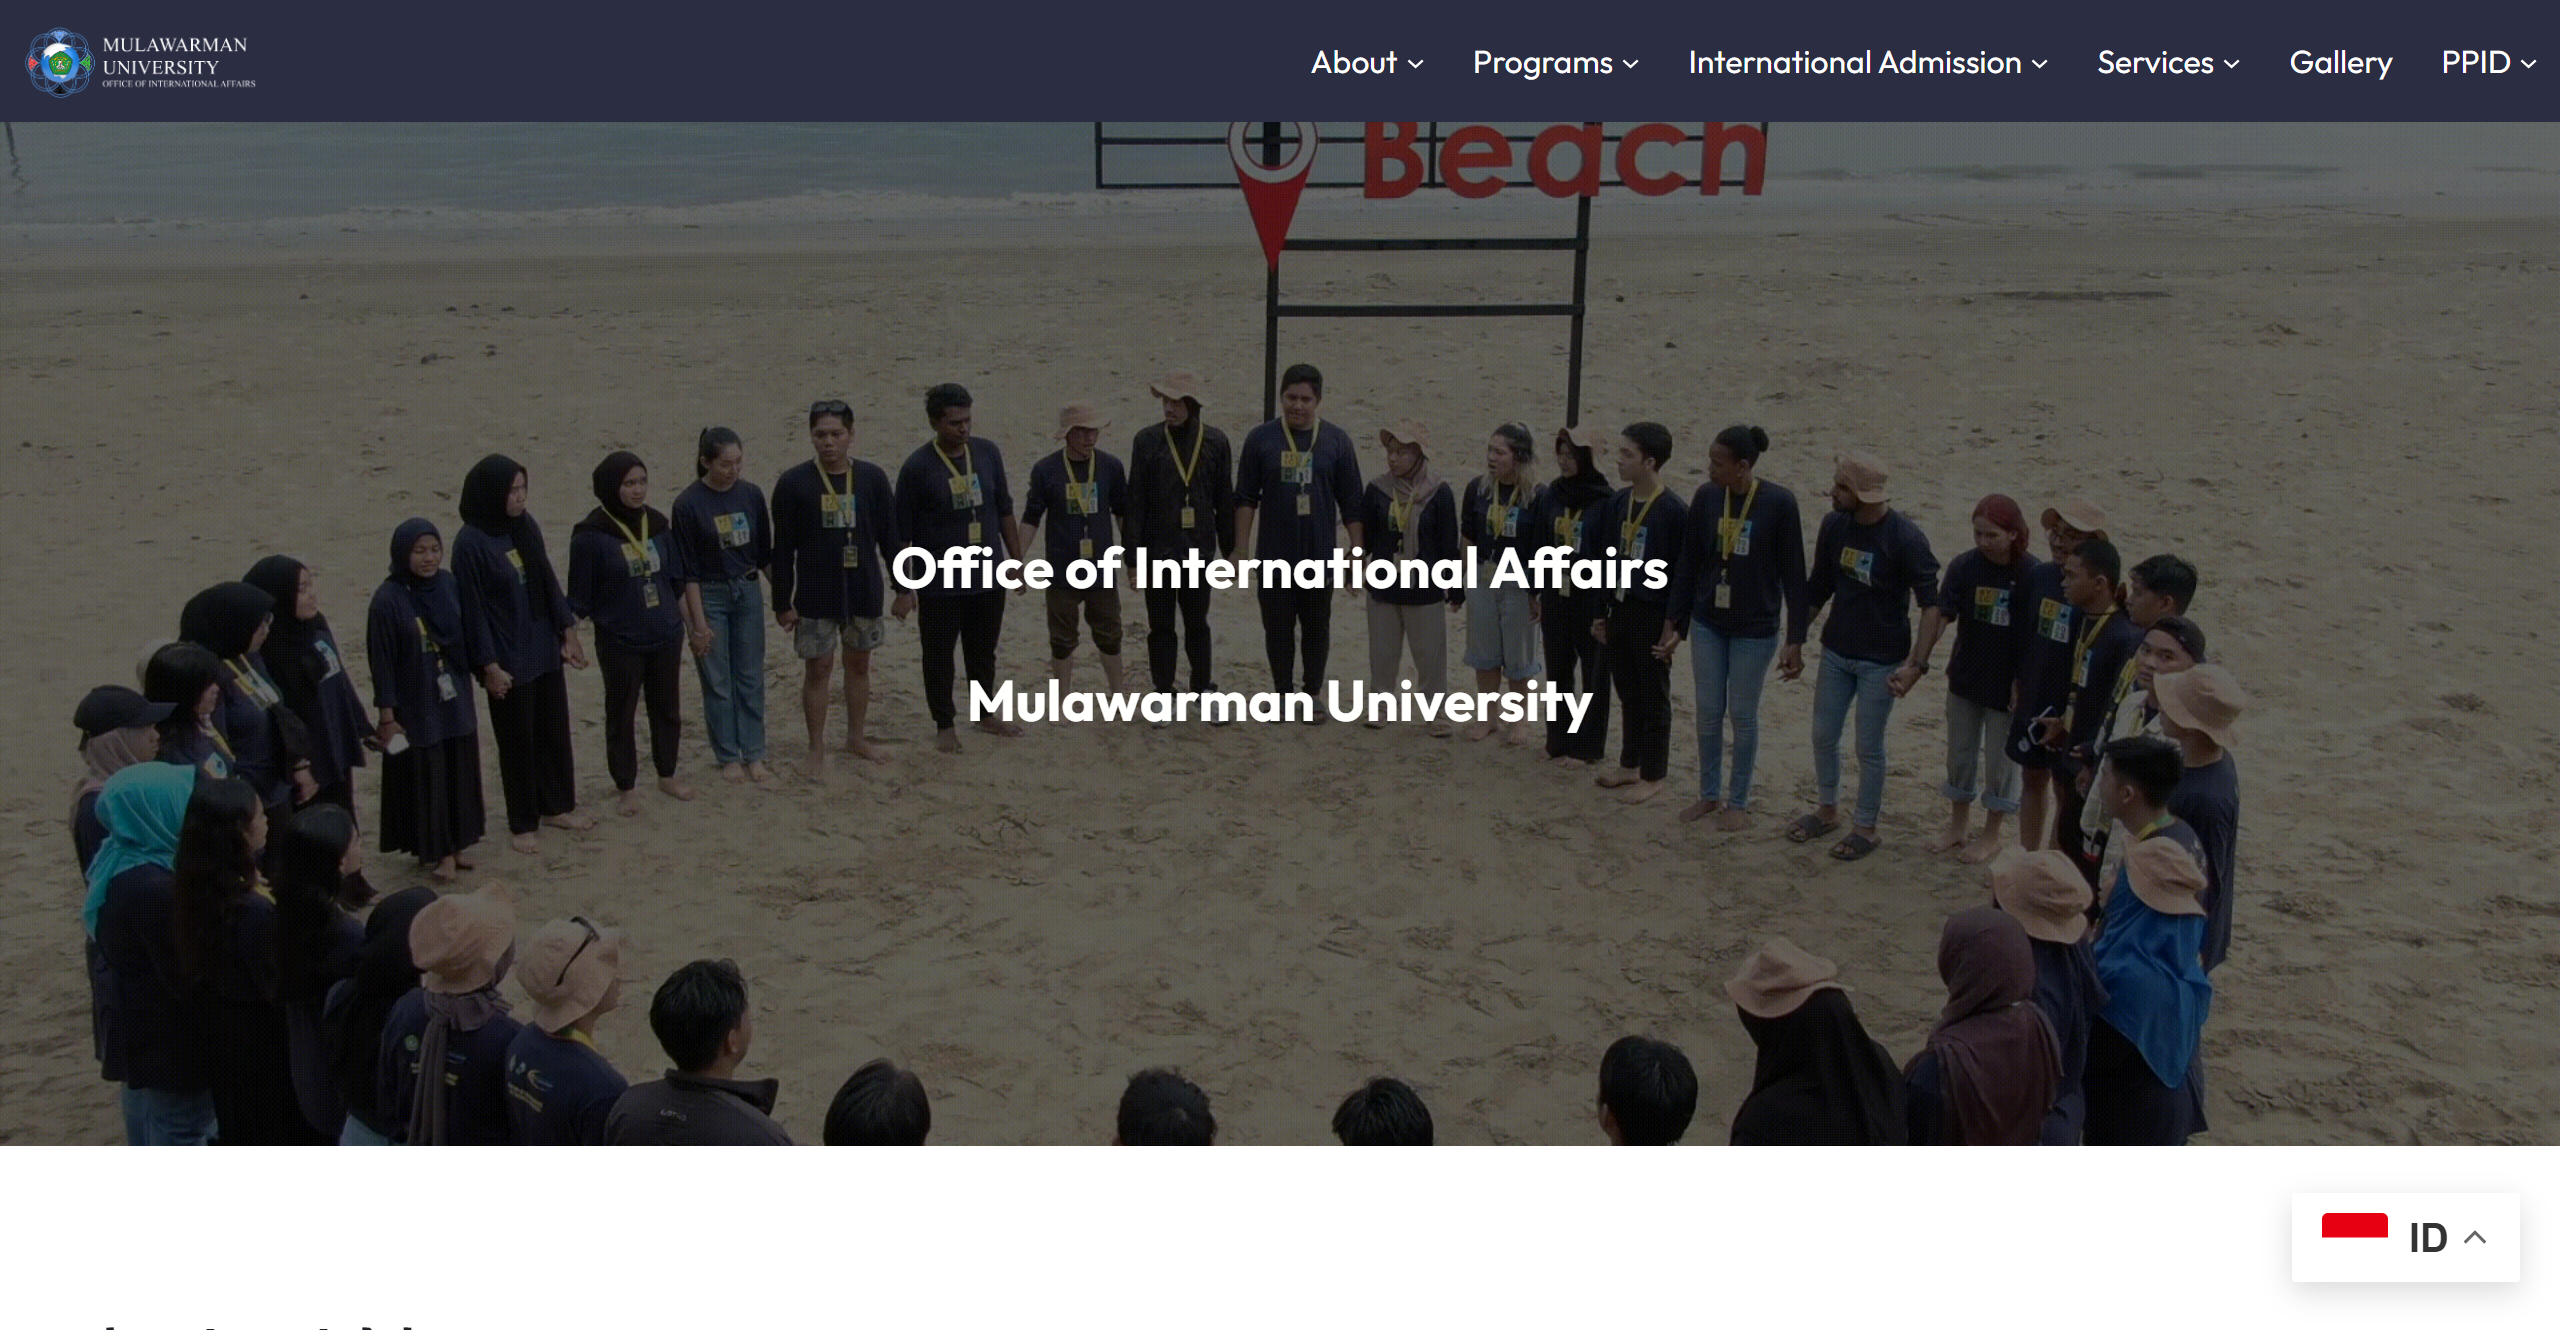 MULAWARMAN
UNIVERSITY
OFFICE OF INTERNATIONAL AFFAIRS
About
Programs
International Admission
Services
Gallery
PPID
Beach
Office of International Affairs
Mulawarman University
ID